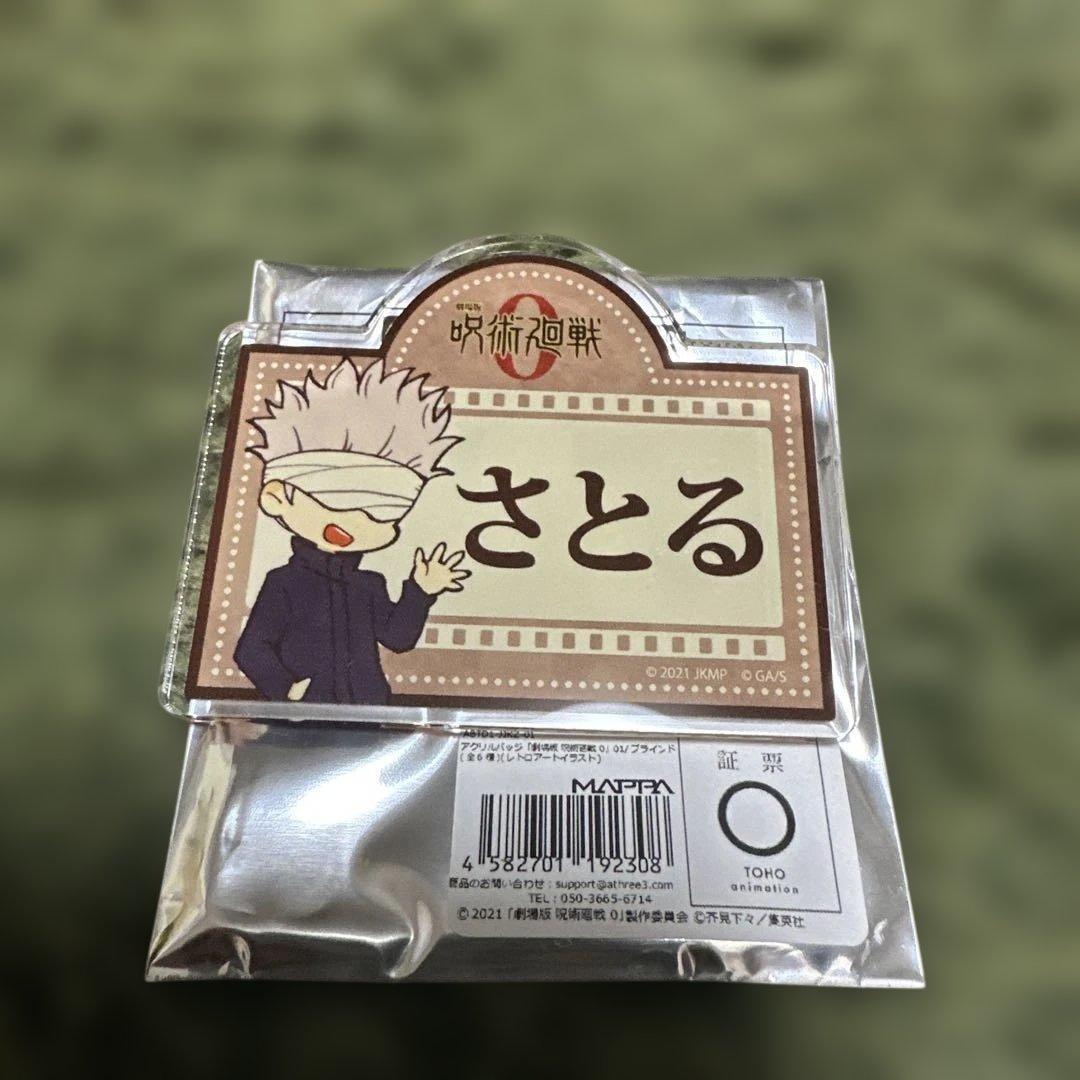 劇場版
呪術廻戦
0
さとる
© 2021 JKMP © GA/S
アクリルバッジ「劇場版 呪術廻戦 0」01/ブラインド
(全6種)(レトロアートイラスト)
MAPPA
4 582701 192308
商品のお問い合わせ:support@athree3.com
TEL:050-3665-6714
© 2021「劇場版 呪術廻戦 0」製作委員会 ©芥見下々/集英社
証票
TOHO
animation